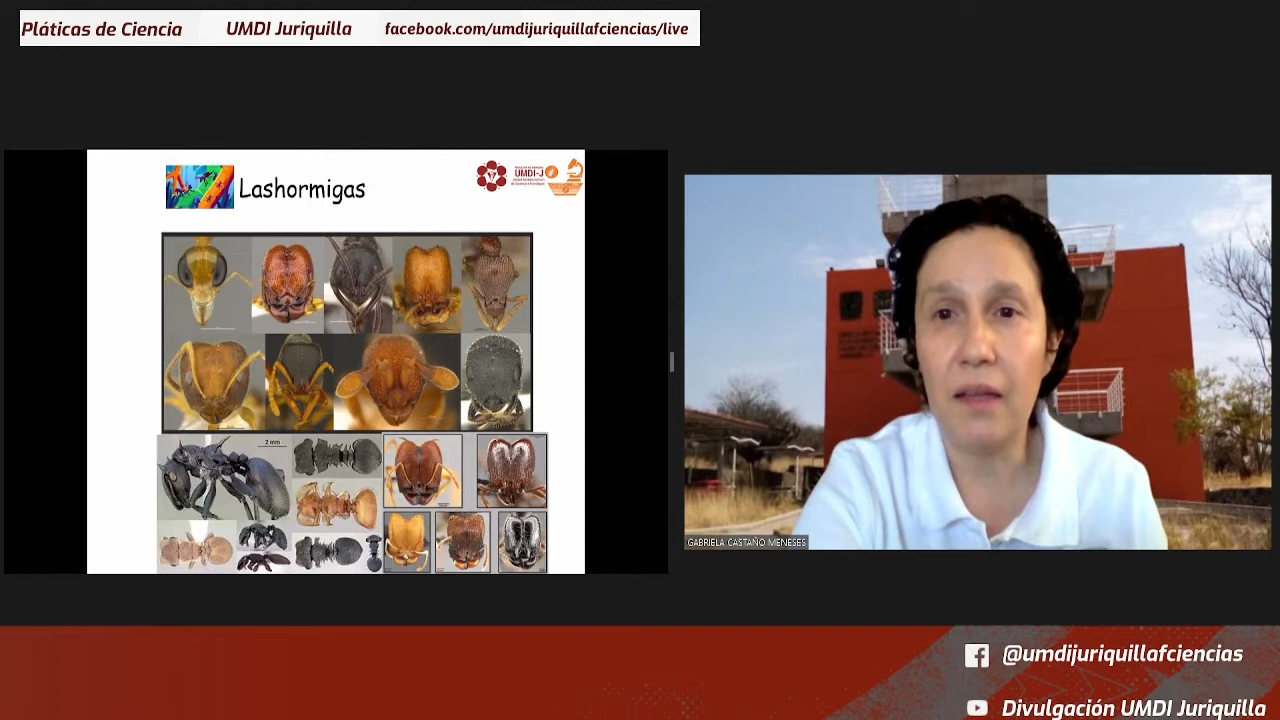 Pláticas de Ciencia UMDI Juriquilla facebook.com/umdijuriquillafciencias/live
Lashormigas
UMDI-J
2 mm
GABRIELA CASTAÑO MENESES
@umdijuriquillafciencias
Divulgación UMDI Juriquilla